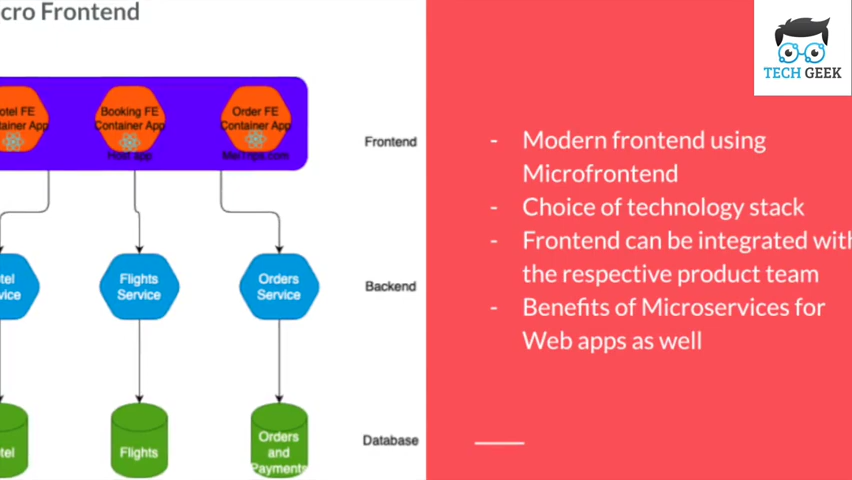 cro Frontend
TECH GEEK
otel FE
tainer App
Booking FE
Container App
Host app
Order FE
Container App
MeiTrips.com
Frontend
tel
vice
Flights
Service
Orders
Service
Backend
tel
Flights
Orders
and
Payments
Database
- Modern frontend using
Microfrontend
- Choice of technology stack
- Frontend can be integrated with
the respective product team
- Benefits of Microservices for
Web apps as well